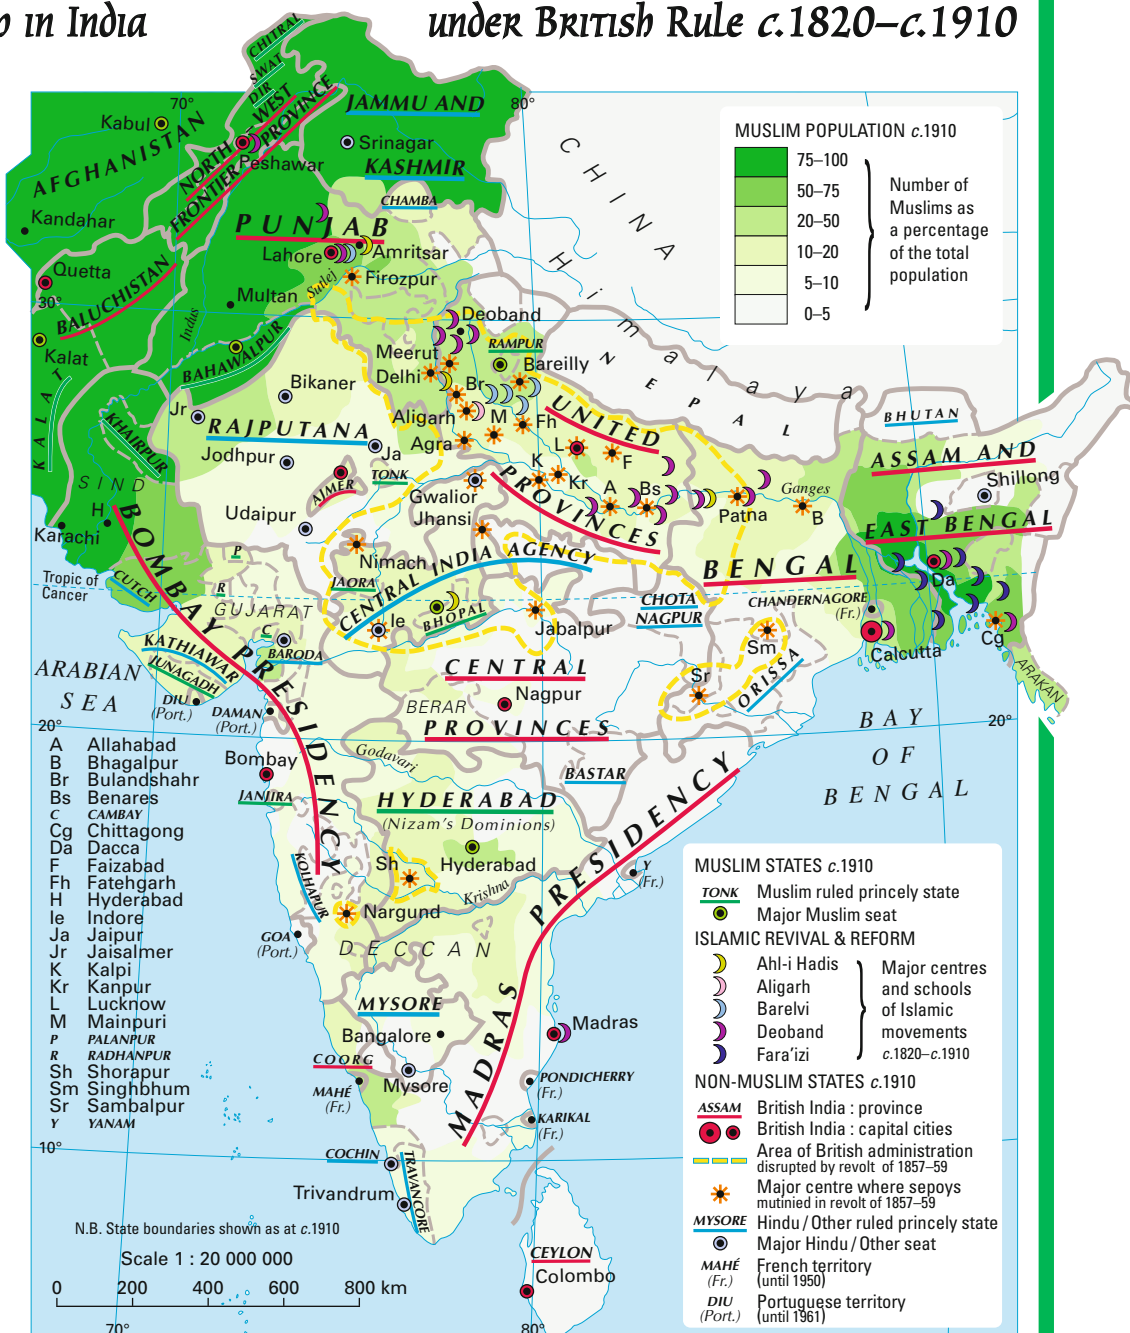 in India
under British Rule c.1820–c.1910
CHITRAL
SWAT
DIR
NORTH WEST
FRONTIER PROVINCE
70°
80°
JAMMU AND
KASHMIR
Kabul
AFGHANISTAN
Srinagar
Peshawar
Kandahar
CHAMBA
PUNJAB
Lahore
Amritsar
Firozpur
Sutlej
Quetta
30°
BALUCHISTAN
Multan
Indus
Kalat
KALAT
BAHAWALPUR
CHINA
Himalaya
NEPAL
MUSLIM POPULATION c.1910
75–100
50–75
20–50
10–20
5–10
0–5
Number of
Muslims as
a percentage
of the total
population
Deoband
RAMPUR
Meerut
Bareilly
Delhi
Br
Bikaner
Jr
RAJPUTANA
Aligarh
M
Fh
Agra
Ja
Jodhpur
KHAIRPUR
SIND
AJMER
TONK
UNITED
PROVINCES
L
F
K
Kr
A
Bs
Patna
Ganges
B
BHUTAN
ASSAM AND
EAST BENGAL
Shillong
Gwalior
Jhansi
Udaipur
H
Karachi
Nimach
JAORA
CENTRAL INDIA AGENCY
BHOPAL
Ie
Jabalpur
BENGAL
CHOTA
NAGPUR
CHANDERNAGORE
(Fr.)
Da
Calcutta
Cg
ARAKAN
Tropic of
Cancer
CUTCH
P
R
GUJARAT
C
BARODA
KATHIAWAR
JUNAGADH
DIU
(Port.)
DAMAN
(Port.)
BOMBAY PRESIDENCY
ARABIAN
SEA
20°
CENTRAL
PROVINCES
Nagpur
BERAR
Sm
Sr
ORISSA
BAY
OF
BENGAL
20°
A Allahabad
B Bhagalpur
Br Bulandshahr
Bs Benares
C CAMBAY
Cg Chittagong
Da Dacca
F Faizabad
Fh Fatehgarh
H Hyderabad
Ie Indore
Ja Jaipur
Jr Jaisalmer
K Kalpi
Kr Kanpur
L Lucknow
M Mainpuri
P PALANPUR
R RADHANPUR
Sh Shorapur
Sm Singhbhum
Sr Sambalpur
Y YANAM
Bombay
JANJIRA
Godavari
BASTAR
HYDERABAD
(Nizam's Dominions)
Hyderabad
Sh
Krishna
KOLHAPUR
Nargund
GOA
(Port.)
DECCAN
Y
(Fr.)
MADRAS PRESIDENCY
MYSORE
Bangalore
COORG
Mysore
MAHÉ
(Fr.)
Madras
PONDICHERRY
(Fr.)
KARIKAL
(Fr.)
10°
COCHIN
TRAVANCORE
Trivandrum
CEYLON
Colombo
MUSLIM STATES c.1910
TONK Muslim ruled princely state
Major Muslim seat
ISLAMIC REVIVAL & REFORM
Ahl-i Hadis
Aligarh
Barelvi
Deoband
Fara'izi
Major centres
and schools
of Islamic
movements
c.1820–c.1910
NON-MUSLIM STATES c.1910
ASSAM British India : province
British India : capital cities
Area of British administration
disrupted by revolt of 1857–59
Major centre where sepoys
mutinied in revolt of 1857–59
MYSORE Hindu / Other ruled princely state
Major Hindu / Other seat
MAHÉ French territory
(Fr.) (until 1950)
DIU Portuguese territory
(Port.) (until 1961)
N.B. State boundaries shown as at c.1910
Scale 1 : 20 000 000
0 200 400 600 800 km
70°
80°